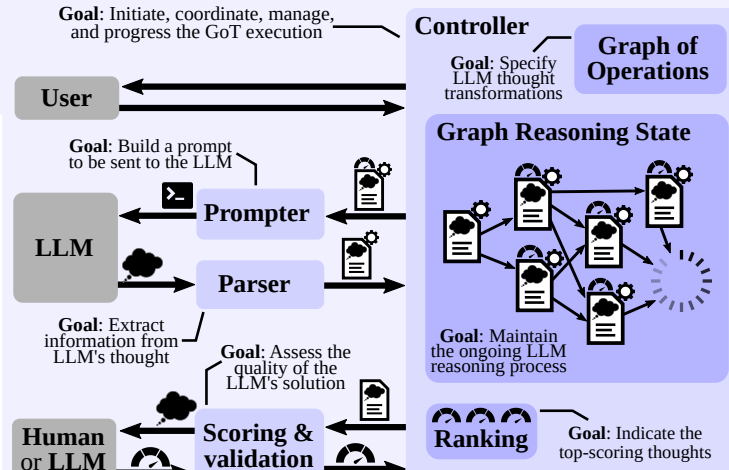 Goal: Initiate, coordinate, manage,
and progress the GoT execution
Controller
Goal: Specify
LLM thought
transformations
Graph of
Operations
User
Goal: Build a prompt
to be sent to the LLM
Graph Reasoning State
LLM
Prompter
Parser
Goal: Extract
information from
LLM's thought
Goal: Maintain
the ongoing LLM
reasoning process
Goal: Assess the
quality of the
LLM's solution
Human
or LLM
Scoring &
validation
Ranking
Goal: Indicate the
top-scoring thoughts